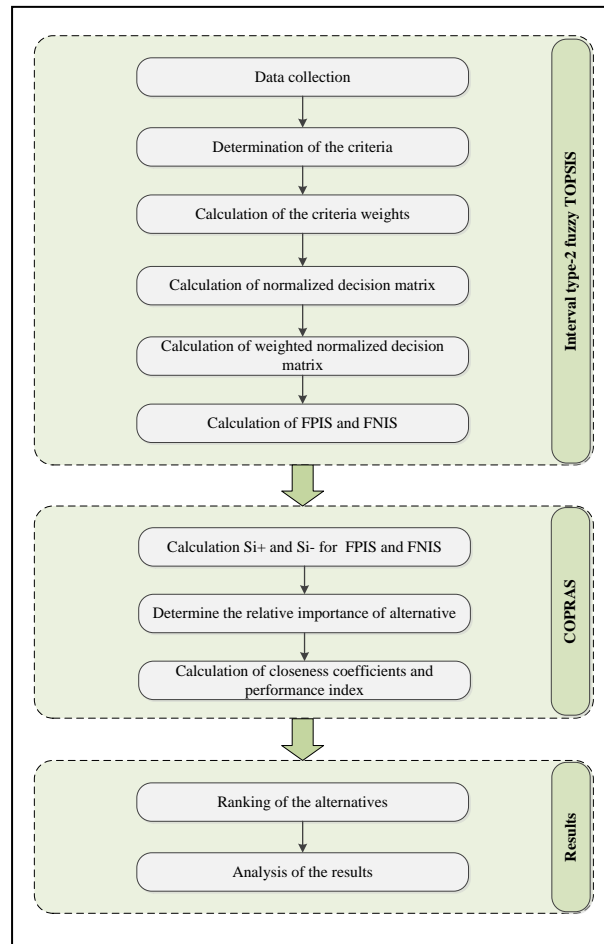 Data collection
Determination of the criteria
Calculation of the criteria weights
Calculation of normalized decision matrix
Calculation of weighted normalized decision
matrix
Calculation of FPIS and FNIS
Interval type-2 fuzzy TOPSIS
Calculation Si+ and Si- for FPIS and FNIS
Determine the relative importance of alternative
Calculation of closeness coefficients and
performance index
COPRAS
Ranking of the alternatives
Analysis of the results
Results